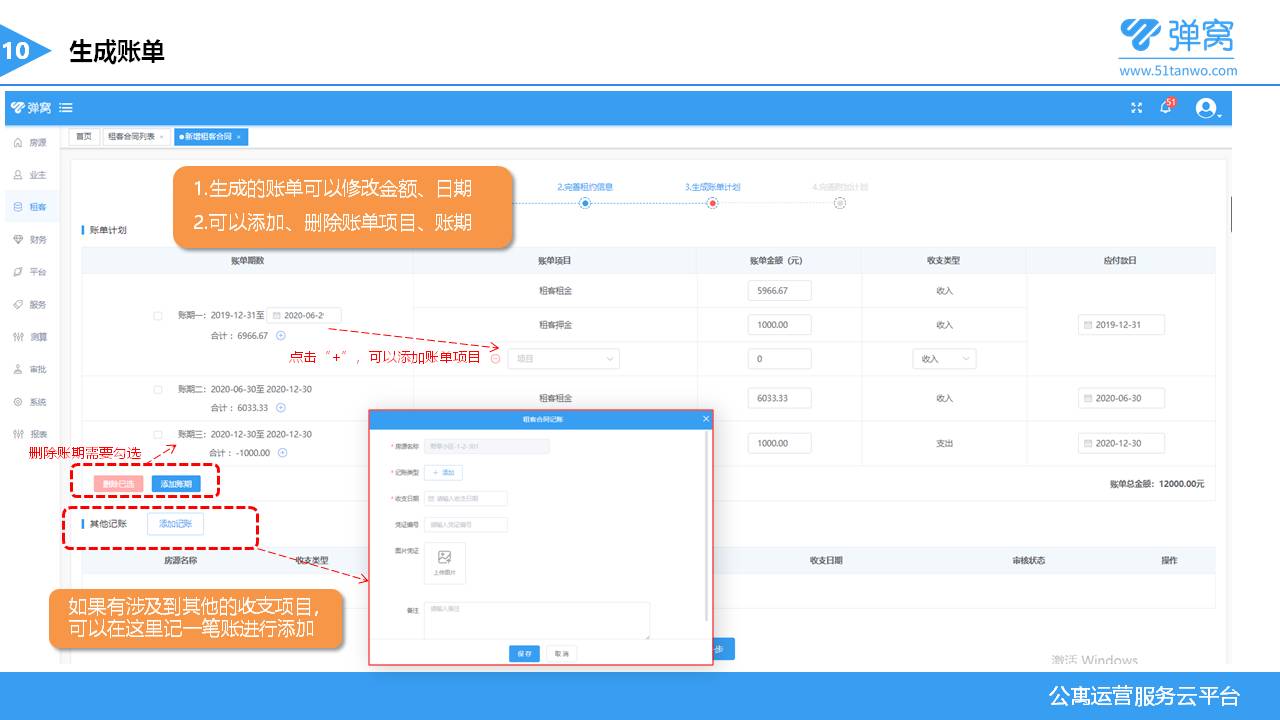 10
生成账单
弹窝
www.51tanwo.com
弹窝
51
房源
业主
租客
财务
平台
服务
测算
审批
系统
报表
首页
租客合同列表 ×
新增租客合同 ×
1.生成的账单可以修改金额、日期
2.可以添加、删除账单项目、账期
2.完善租约信息
3.生成账单计划
4.完善附加计划
账单计划
账单期数 账单项目 账单金额（元） 收支类型 应付款日
租客租金 5966.67 收入
账期一： 2019-12-31至 2020-06-2
租客押金 1000.00 收入 2019-12-31
合计： 6966.67
点击“+”，可以添加账单项目
项目 0 收入
账期二： 2020-06-30至 2020-12-30
租客租金 6033.33 收入 2020-06-30
合计： 6033.33
账期三： 2020-12-30至 2020-12-30
1000.00 支出 2020-12-30
合计： -1000.00
删除账期需要勾选
删除已选 添加账期
账单总金额： 12000.00元
其他记账 添加记账
房源名称 收支类型 收支日期 审核状态 操作
如果有涉及到其他的收支项目，
可以在这里记一笔账进行添加
租客合同记账 ×
* 房源名称
* 记账类型 + 添加
* 收支日期 请输入收支日期
凭证编号 请输入凭证编号
图片凭证
上传图片
备注 请输入备注
保存 取消
步
激活 Windows
公寓运营服务云平台